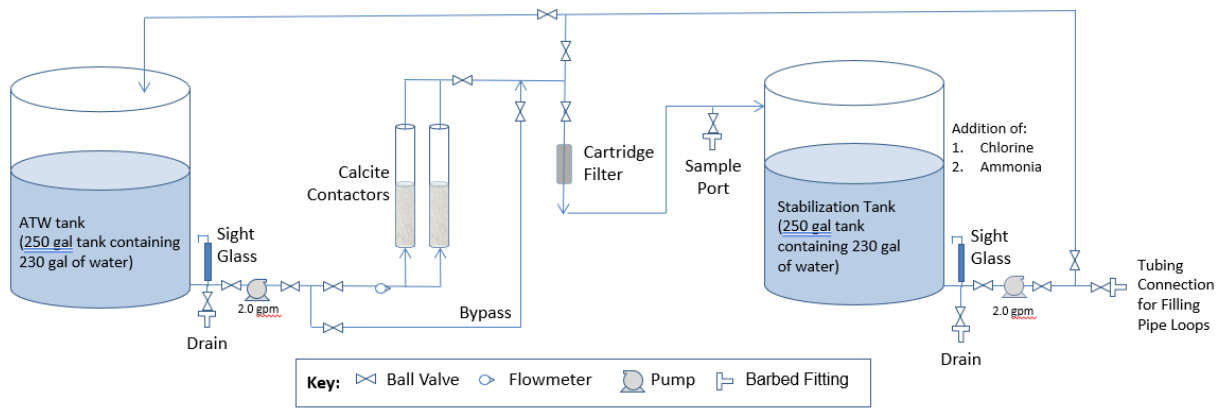 ATW tank
(250 gal tank containing
230 gal of water)
Sight
Glass
2.0 gpm
Drain
Calcite
Contactors
Bypass
Cartridge
Filter
Sample
Port
Stabilization Tank
(250 gal tank
containing 230 gal
of water)
Addition of:
1. Chlorine
2. Ammonia
Sight
Glass
2.0 gpm
Drain
Tubing
Connection
for Filling
Pipe Loops
Key: Ball Valve Flowmeter Pump Barbed Fitting